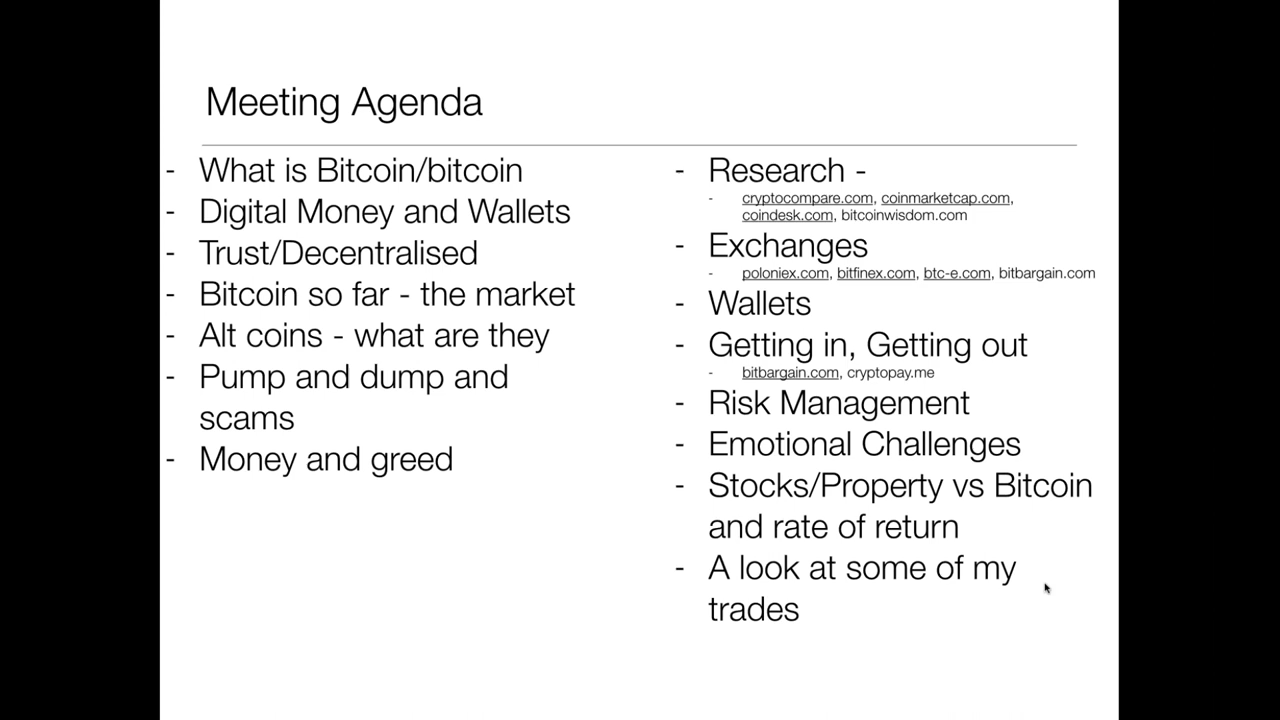 Meeting Agenda
- What is Bitcoin/bitcoin
- Digital Money and Wallets
- Trust/Decentralised
- Bitcoin so far - the market
- Alt coins - what are they
- Pump and dump and
scams
- Money and greed
- Research -
- cryptocompare.com, coinmarketcap.com,
coindesk.com, bitcoinwisdom.com
- Exchanges
- poloniex.com, bitfinex.com, btc-e.com, bitbargain.com
- Wallets
- Getting in, Getting out
- bitbargain.com, cryptopay.me
- Risk Management
- Emotional Challenges
- Stocks/Property vs Bitcoin
and rate of return
- A look at some of my
trades